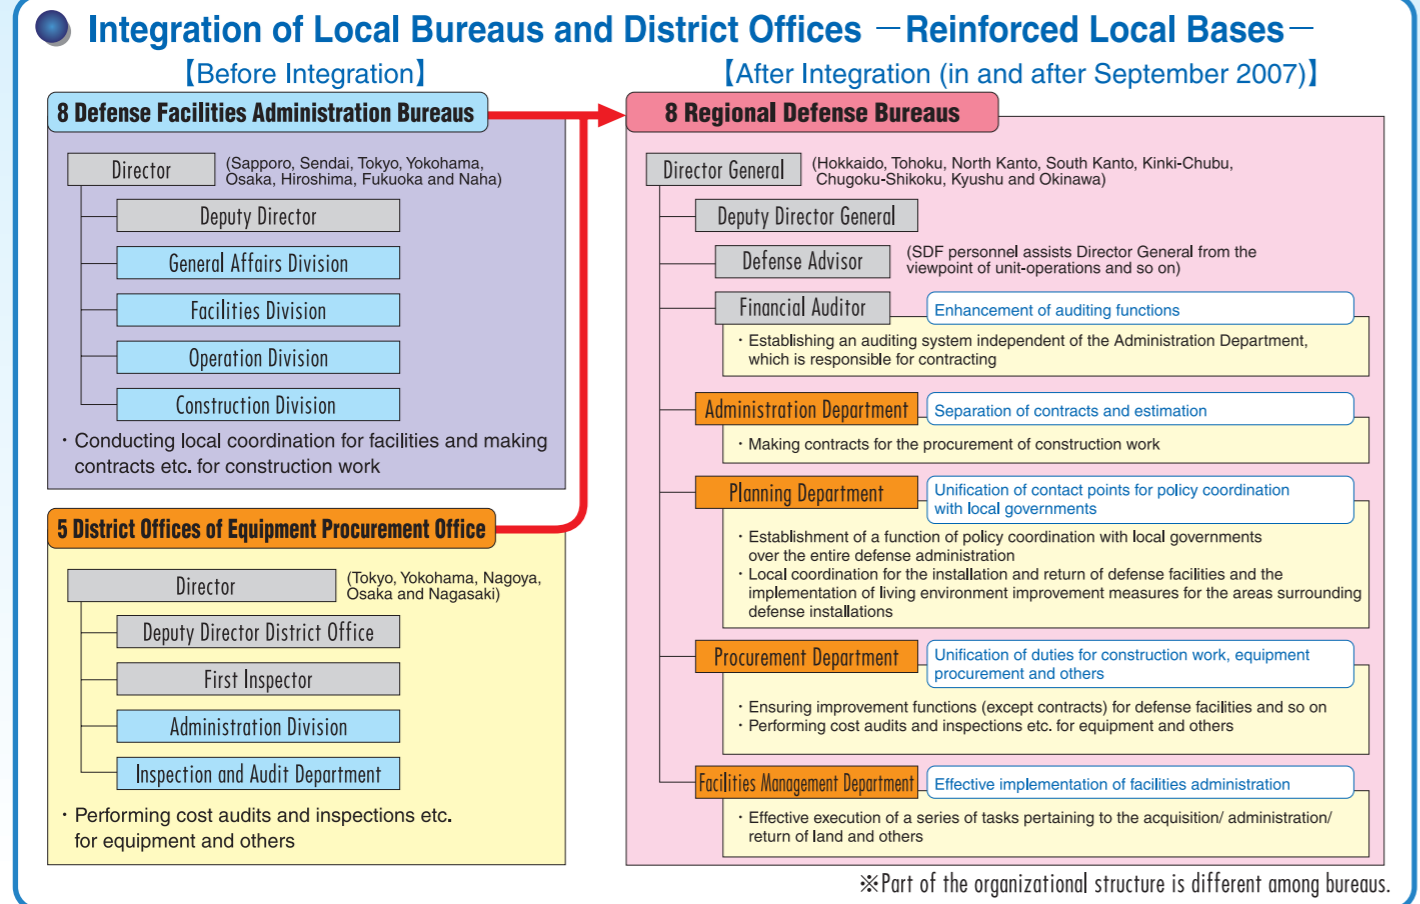 Integration of Local Bureaus and District Offices －Reinforced Local Bases－
【Before Integration】
8 Defense Facilities Administration Bureaus
Director
(Sapporo, Sendai, Tokyo, Yokohama,
Osaka, Hiroshima, Fukuoka and Naha)
Deputy Director
General Affairs Division
Facilities Division
Operation Division
Construction Division
・Conducting local coordination for facilities and making
contracts etc. for construction work
5 District Offices of Equipment Procurement Office
Director
(Tokyo, Yokohama, Nagoya,
Osaka and Nagasaki)
Deputy Director District Office
First Inspector
Administration Division
Inspection and Audit Department
・Performing cost audits and inspections etc.
for equipment and others
【After Integration (in and after September 2007)】
8 Regional Defense Bureaus
Director General
(Hokkaido, Tohoku, North Kanto, South Kanto, Kinki-Chubu,
Chugoku-Shikoku, Kyushu and Okinawa)
Deputy Director General
Defense Advisor
(SDF personnel assists Director General from the
viewpoint of unit-operations and so on)
Financial Auditor
Enhancement of auditing functions
・Establishing an auditing system independent of the Administration Department,
which is responsible for contracting
Administration Department
Separation of contracts and estimation
・Making contracts for the procurement of construction work
Planning Department
Unification of contact points for policy coordination
with local governments
・Establishment of a function of policy coordination with local governments
over the entire defense administration
・Local coordination for the installation and return of defense facilities and the
implementation of living environment improvement measures for the areas surrounding
defense installations
Procurement Department
Unification of duties for construction work, equipment
procurement and others
・Ensuring improvement functions (except contracts) for defense facilities and so on
・Performing cost audits and inspections etc. for equipment and others
Facilities Management Department
Effective implementation of facilities administration
・Effective execution of a series of tasks pertaining to the acquisition/ administration/
return of land and others
※Part of the organizational structure is different among bureaus.